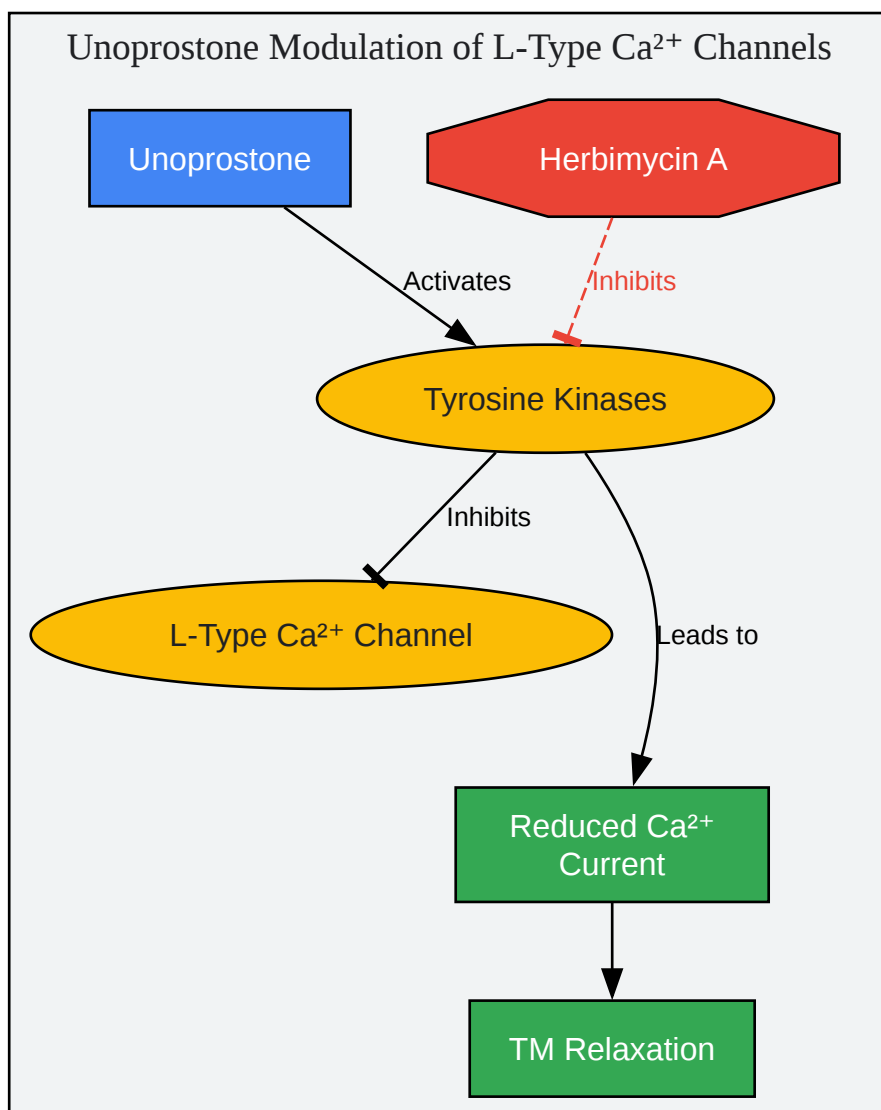 Unoprostone Modulation of L-Type Ca²⁺ Channels
Unoprostone
Herbimycin A
Activates
Inhibits
Tyrosine Kinases
Inhibits
L-Type Ca²⁺ Channel
Leads to
Reduced Ca²⁺
Current
TM Relaxation